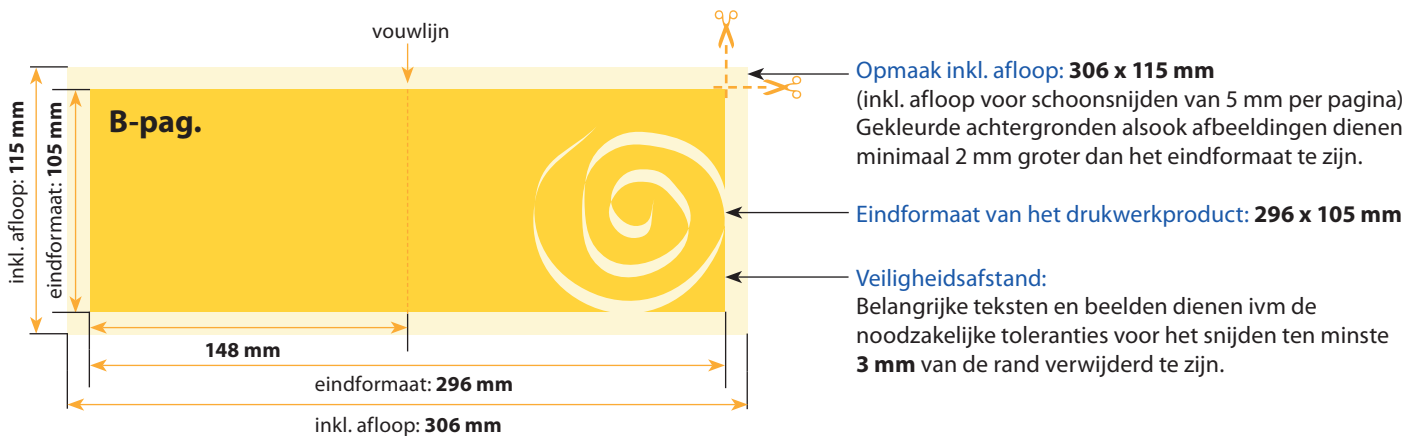 vouwlijn
B-pag.
inkl. afloop: 115 mm
eindformaat: 105 mm
148 mm
eindformaat: 296 mm
inkl. afloop: 306 mm
Opmaak inkl. afloop: 306 x 115 mm
(inkl. afloop voor schoonsnijden van 5 mm per pagina)
Gekleurde achtergronden alsook afbeeldingen dienen
minimaal 2 mm groter dan het eindformaat te zijn.
Eindformaat van het drukwerkproduct: 296 x 105 mm
Veiligheidsafstand:
Belangrijke teksten en beelden dienen ivm de
noodzakelijke toleranties voor het snijden ten minste
3 mm van de rand verwijderd te zijn.